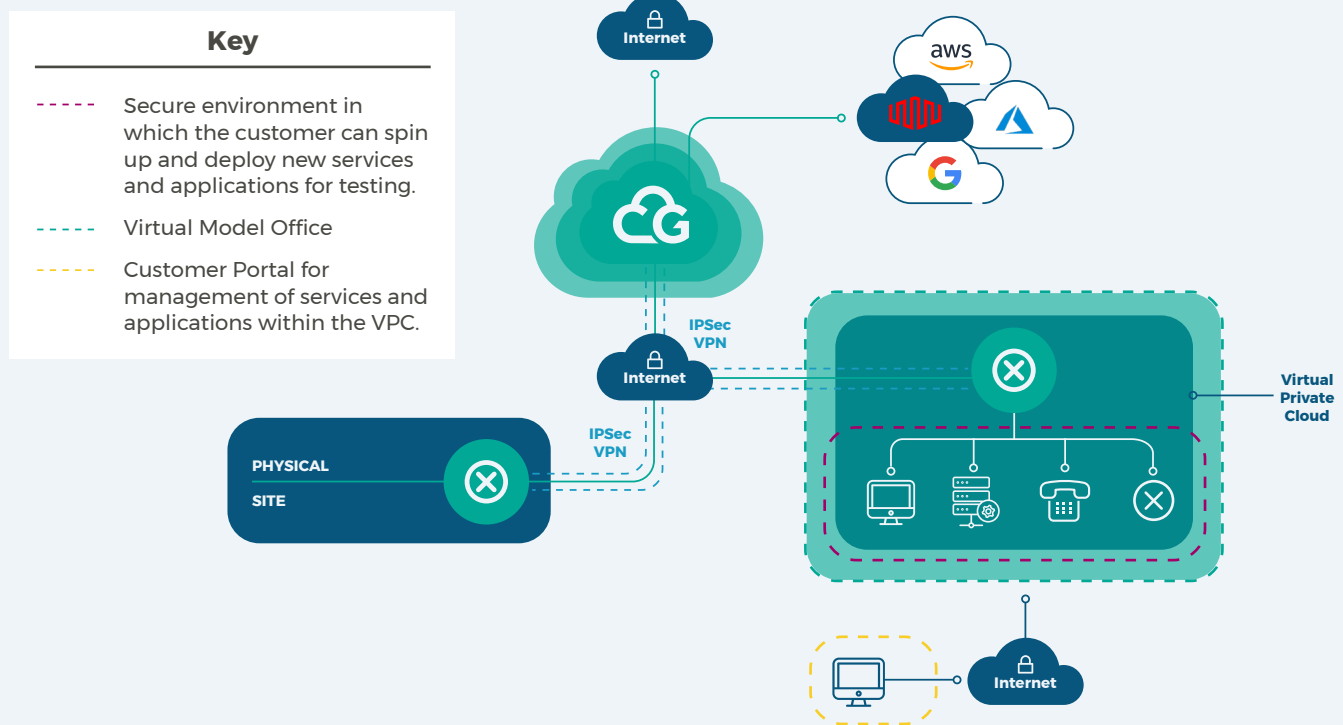 Key
Secure environment in
which the customer can spin
up and deploy new services
and applications for testing.
Virtual Model Office
Customer Portal for
management of services and
applications within the VPC.
Internet
aws
G
CG
IPSec
VPN
Internet
IPSec
VPN
PHYSICAL
SITE
Virtual
Private
Cloud
Internet